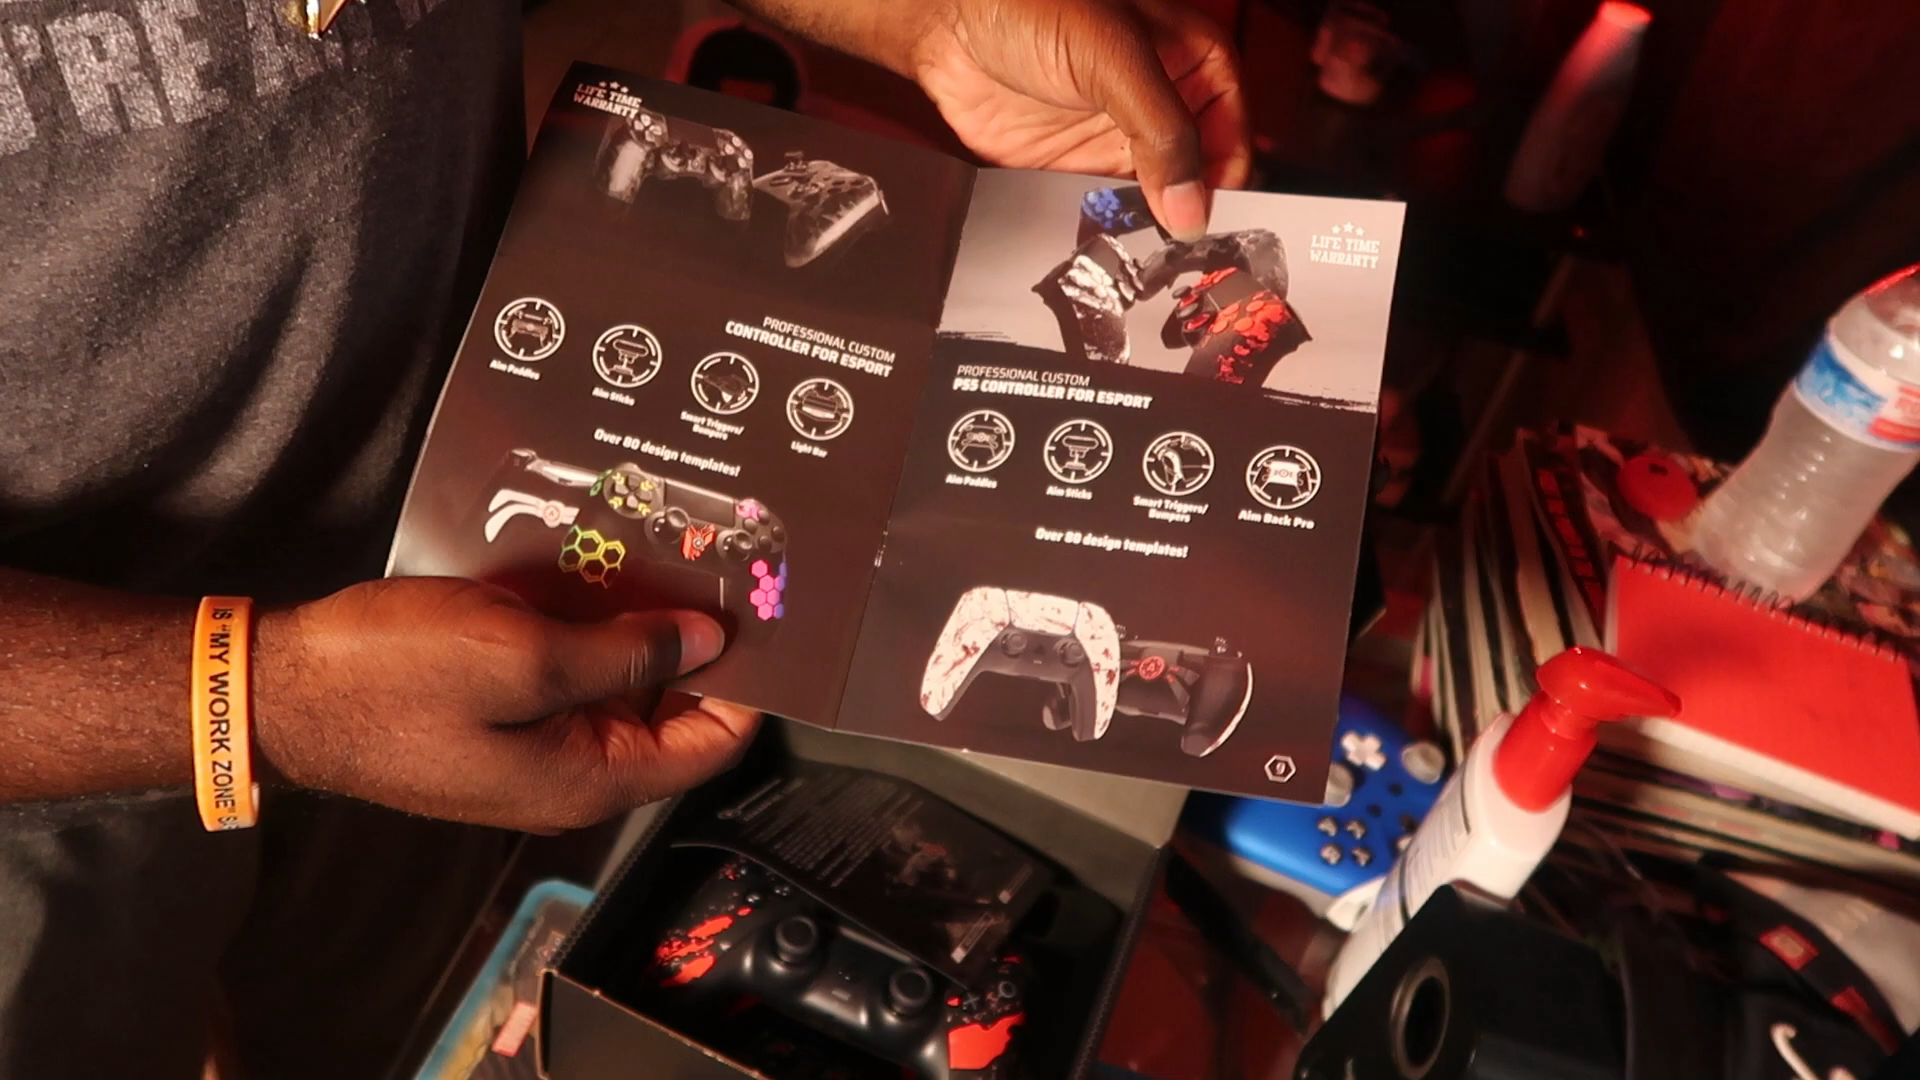 'RE A
LIFE TIME
WARRANTY
PROFESSIONAL CUSTOM
CONTROLLER FOR ESPORT
Aim Paddles
Aim Sticks
Smart Triggers/
Bumpers
Light Bar
Over 80 design templates!
LIFE TIME
WARRANTY
PROFESSIONAL CUSTOM
PS5 CONTROLLER FOR ESPORT
Aim Paddles
Aim Sticks
Smart Triggers/
Bumpers
Aim Back Pro
Over 80 design templates!
9
IS "MY WORK ZONE"